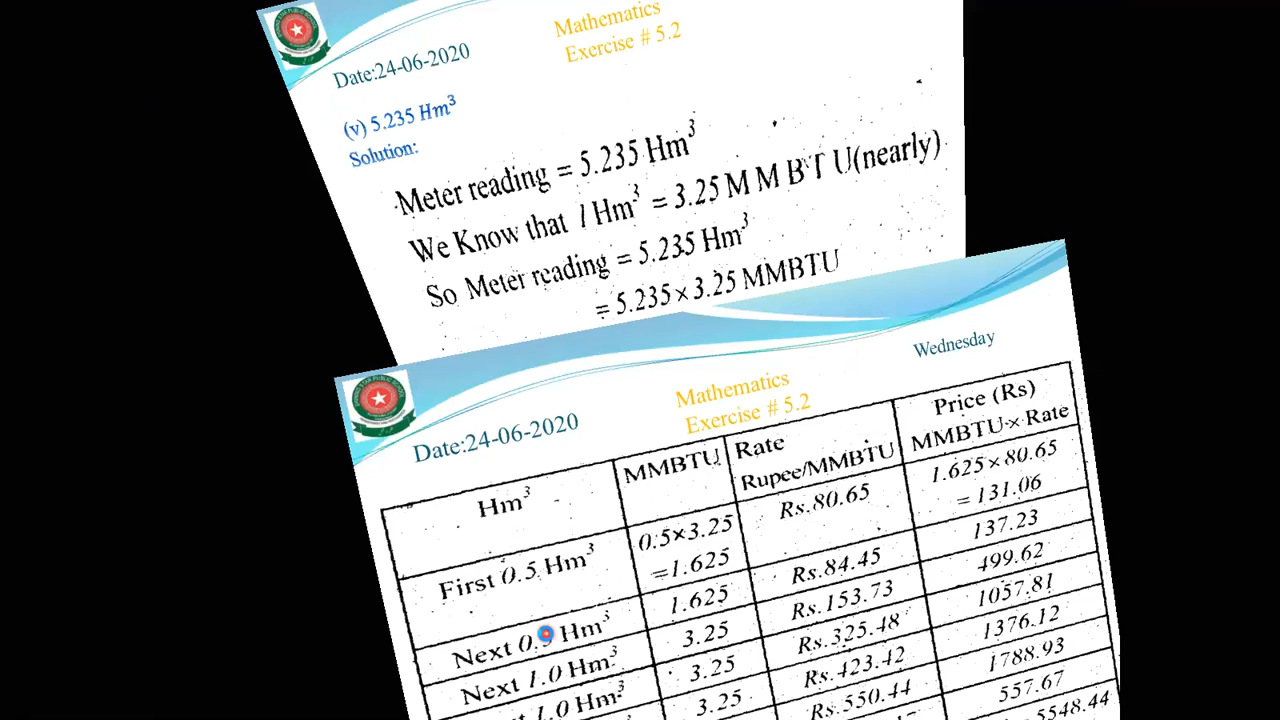 Mathematics
Exercise # 5.2
Date:24-06-2020
(v) 5.235 Hm³
Solution:
Meter reading = 5.235 Hm³
We Know that 1 Hm³ = 3.25 M M B T U(nearly)
So Meter reading = 5.235 Hm³
= 5.235 × 3.25 MMBTU
Wednesday
Mathematics
Exercise # 5.2
Date:24-06-2020
Hm³ MMBTU Rate Rupee/MMBTU Price (Rs) MMBTU × Rate
First 0.5 Hm³ 0.5×3.25 =1.625 Rs.80.65 1.625×80.65 = 131.06
Next 0.5 Hm³ 1.625 Rs.84.45 137.23
Next 1.0 Hm³ 3.25 Rs.153.73 499.62
1.0 Hm³ 3.25 Rs.325.48 1057.81
3.25 Rs.423.42 1376.12
Rs.550.44 1788.93
557.67
5548.44